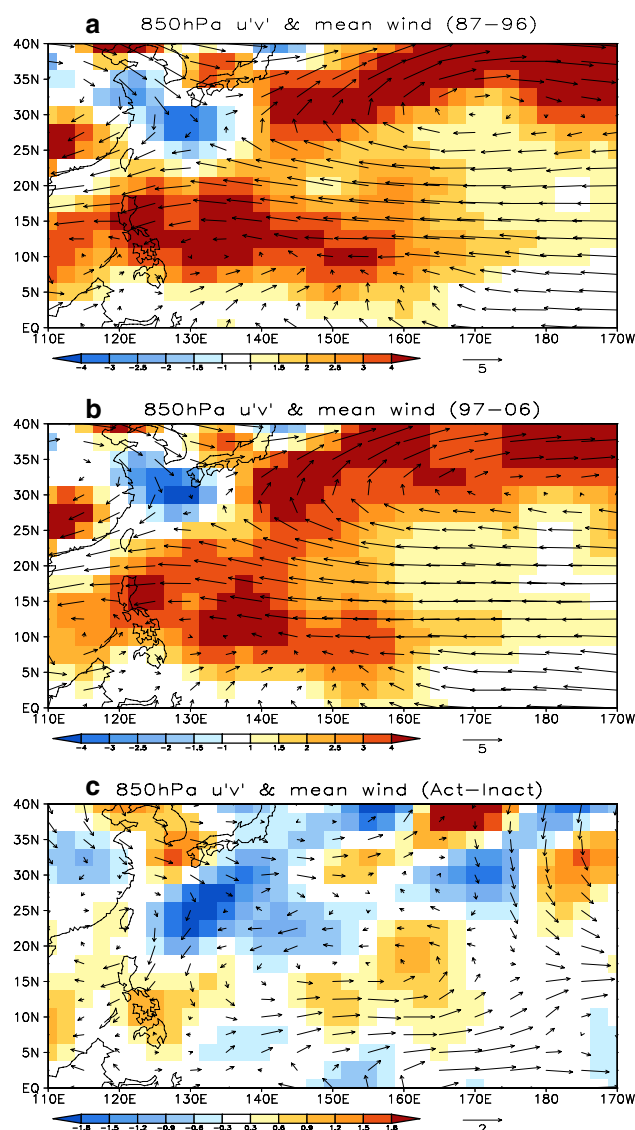 a 850hPa u'v' & mean wind (87−96)
40N
35N
30N
25N
20N
15N
10N
5N
EQ
110E 120E 130E 140E 150E 160E 170E 180 170W
−4 −3 −2.5 −2 −1.5 −1 1 1.5 2 2.5 3 4
5
b 850hPa u'v' & mean wind (97−06)
40N
35N
30N
25N
20N
15N
10N
5N
EQ
110E 120E 130E 140E 150E 160E 170E 180 170W
−4 −3 −2.5 −2 −1.5 −1 1 1.5 2 2.5 3 4
5
c 850hPa u'v' & mean wind (Act−Inact)
40N
35N
30N
25N
20N
15N
10N
5N
EQ
110E 120E 130E 140E 150E 160E 170E 180 170W
−1.8 −1.5 −1.2 −0.9 −0.6 −0.3 0.3 0.6 0.9 1.2 1.5 1.8
2